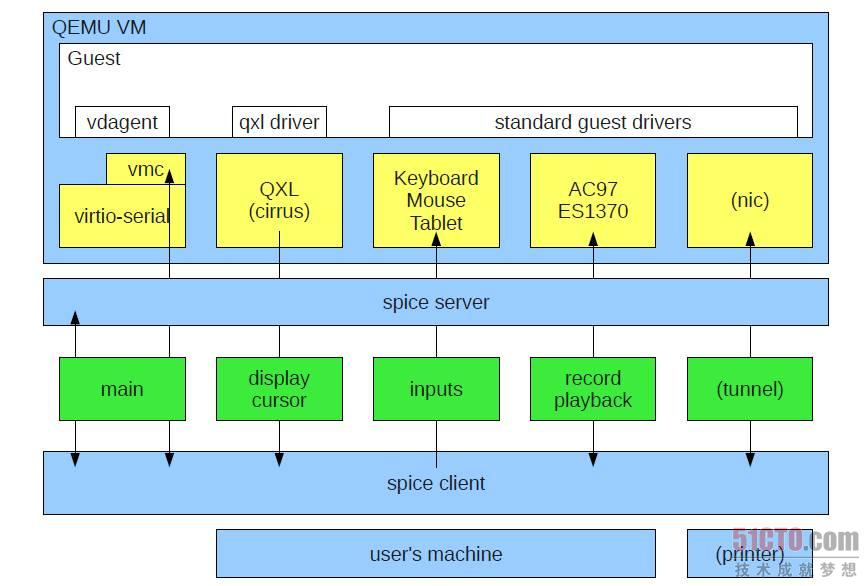 QEMU VM
Guest
vdagent
qxl driver
standard guest drivers
vmc
virtio-serial
QXL
(cirrus)
Keyboard
Mouse
Tablet
AC97
ES1370
(nic)
spice server
main
display
cursor
inputs
record
playback
(tunnel)
spice client
user's machine
(printer)
51CTO.com
技术成就梦想